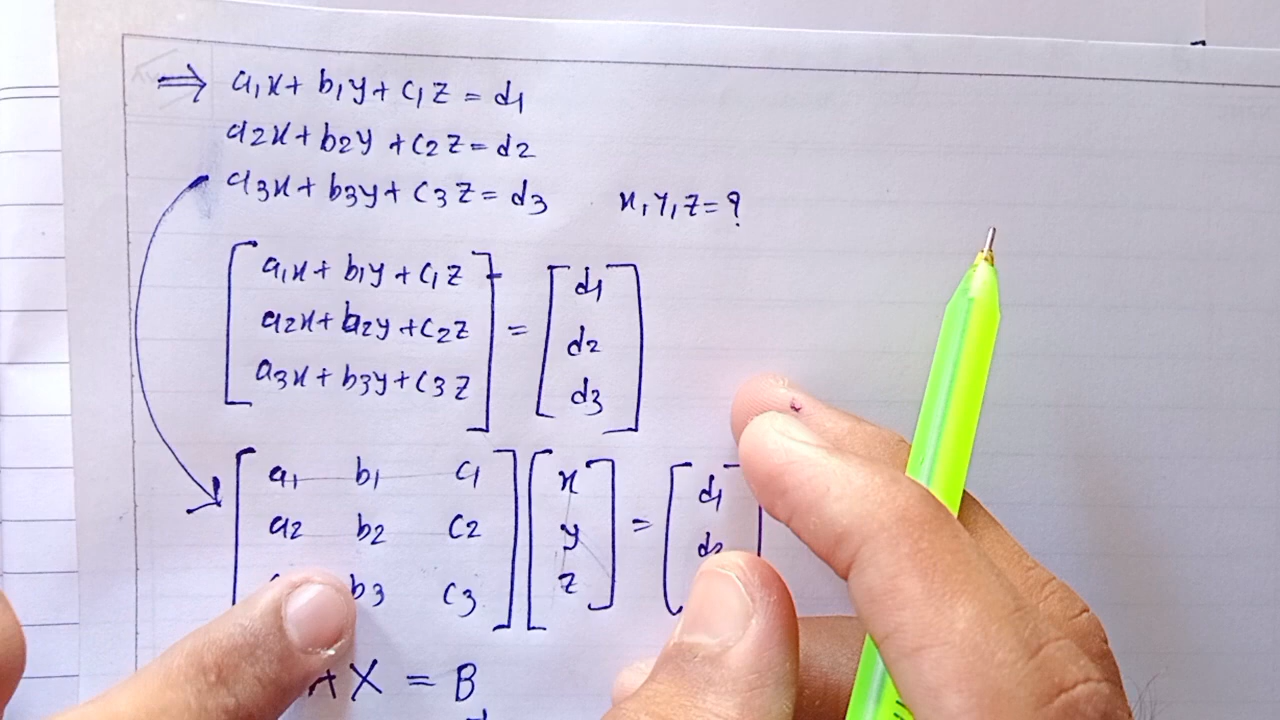 ⇒ a1x + b1y + c1z = d1
a2x + b2y + c2z = d2
a3x + b3y + c3z = d3 x, y, z = ?
[ a1x + b1y + c1z ] [ d1 ]
[ a2x + b2y + c2z ] = [ d2 ]
[ a3x + b3y + c3z ] [ d3 ]
[ a1 b1 c1 ] [ x ] [ d1 ]
[ a2 b2 c2 ] [ y ] = [ d2 ]
[ b3 c3 ] [ z ]
AX = B